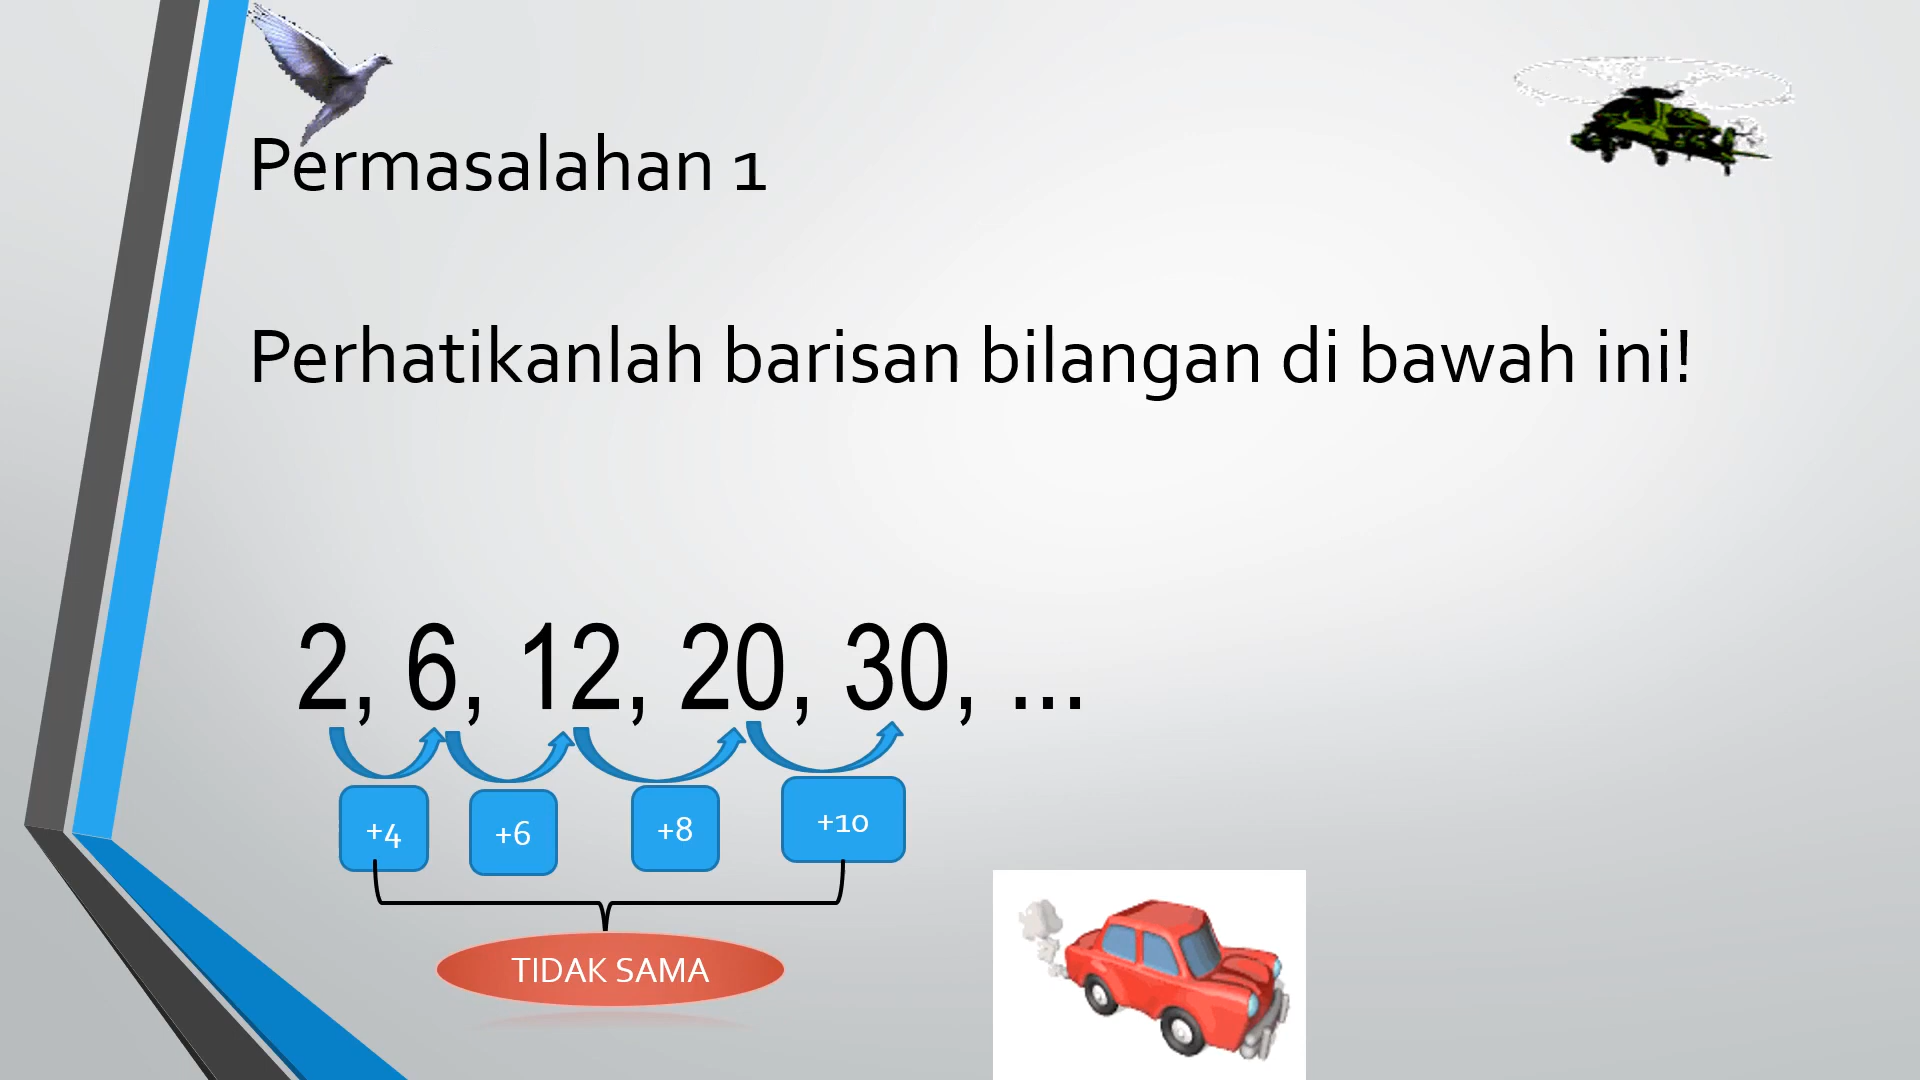 Permasalahan 1
Perhatikanlah barisan bilangan di bawah ini!
2, 6, 12, 20, 30, ...
+4 +6 +8 +10
TIDAK SAMA